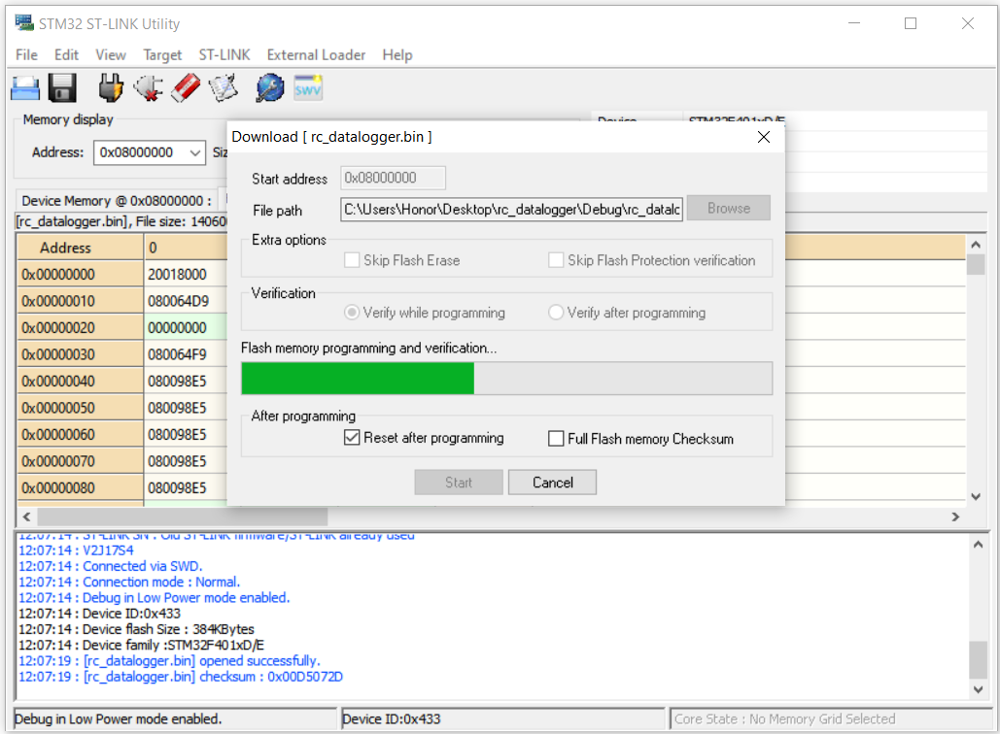 STM32 ST-LINK Utility
File Edit View Target ST-LINK External Loader Help
SWV
Memory display
Address: 0x08000000
Device STM32F401xD/E
Download [ rc_datalogger.bin ]
Start address 0x08000000
File path C:\Users\Honor\Desktop\rc_datalogger\Debug\rc_datalc Browse
Extra options
Skip Flash Erase Skip Flash Protection verification
Verification
Verify while programming Verify after programming
Flash memory programming and verification...
After programming
Reset after programming Full Flash memory Checksum
Start Cancel
Device Memory @ 0x08000000 :
[rc_datalogger.bin], File size: 14060
Address 0
0x00000000 20018000
0x00000010 080064D9
0x00000020 00000000
0x00000030 080064F9
0x00000040 080098E5
0x00000050 080098E5
0x00000060 080098E5
0x00000070 080098E5
0x00000080 080098E5
12:07:14 : ST-LINK SN : Old ST-LINK firmware/ST-LINK already used
12:07:14 : V2J17S4
12:07:14 : Connected via SWD.
12:07:14 : Connection mode : Normal.
12:07:14 : Debug in Low Power mode enabled.
12:07:14 : Device ID:0x433
12:07:14 : Device flash Size : 384KBytes
12:07:14 : Device family :STM32F401xD/E
12:07:19 : [rc_datalogger.bin] opened successfully.
12:07:19 : [rc_datalogger.bin] checksum : 0x00D5072D
Debug in Low Power mode enabled. Device ID:0x433 Core State : No Memory Grid Selected